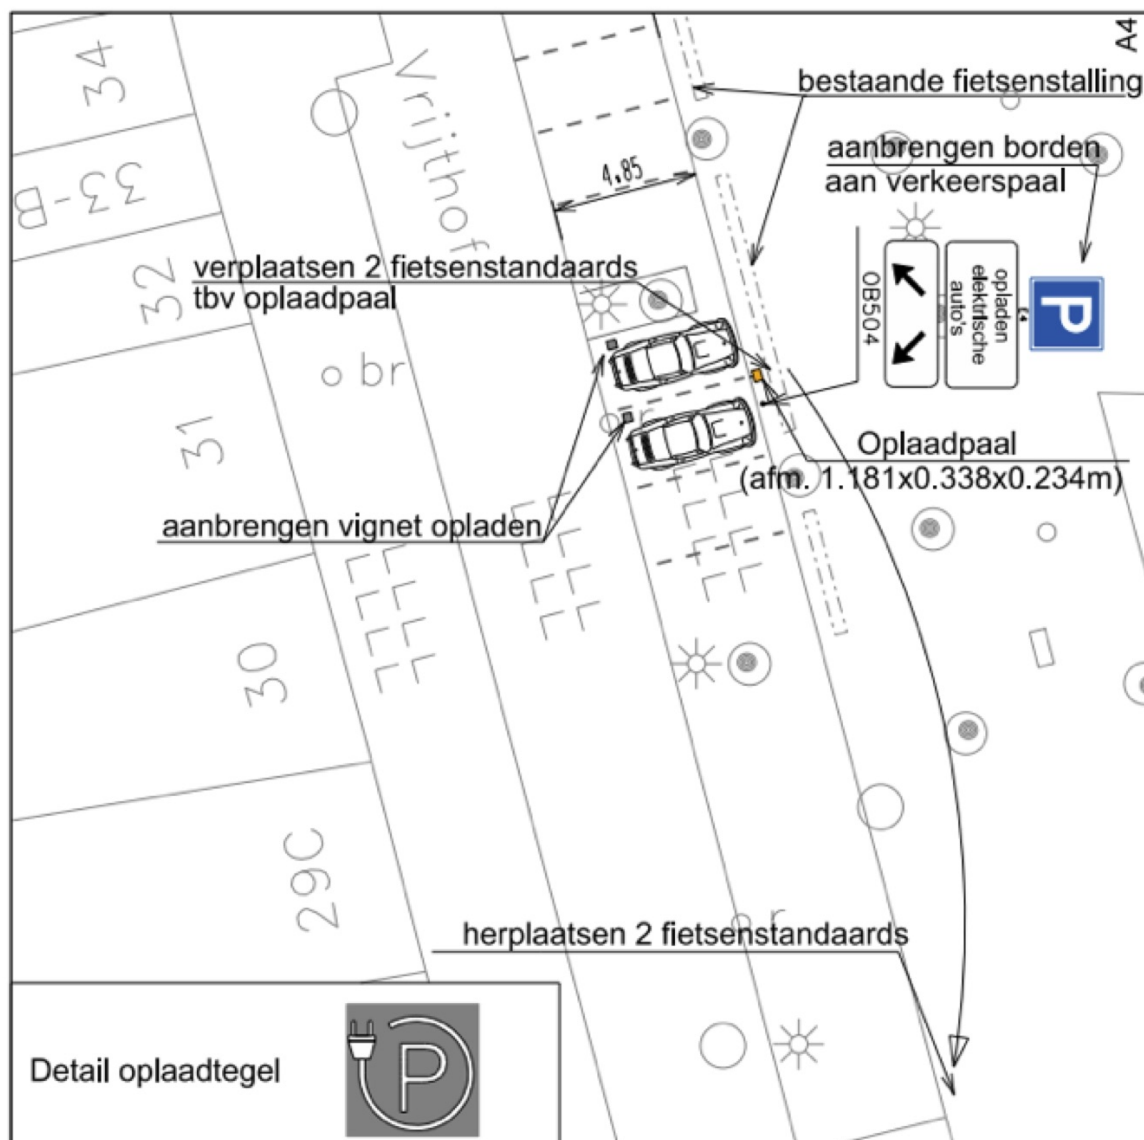 A4
34
Vrijthof
bestaande fietsenstalling
33-B
aanbrengen borden
aan verkeerspaal
4.85
32
verplaatsen 2 fietsenstandaards
tbv oplaadpaal
OB504
opladen
elektrische
auto's
E4
P
br
31
r
Oplaadpaal
(afm. 1.181x0.338x0.234m)
aanbrengen vignet opladen
30
29C
r
herplaatsen 2 fietsenstandaards
Detail oplaadtegel
P